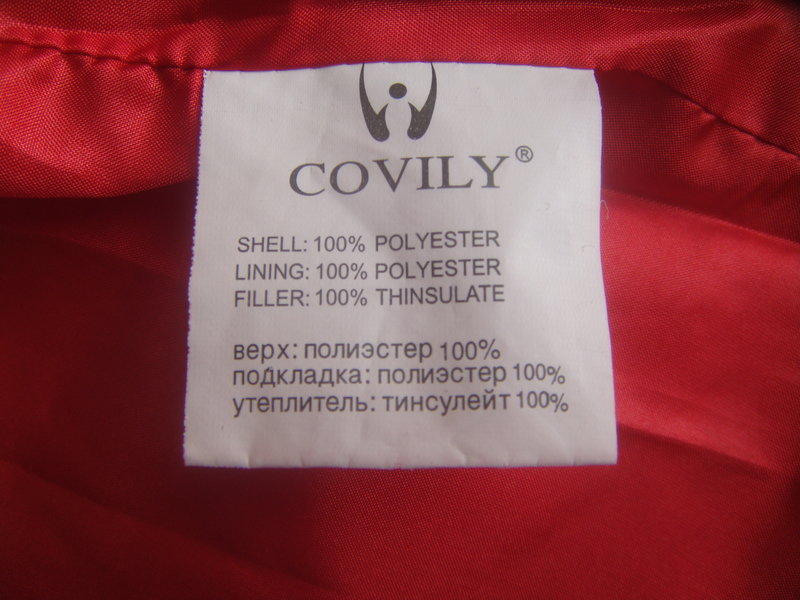 COVILY®
SHELL: 100% POLYESTER
LINING: 100% POLYESTER
FILLER: 100% THINSULATE
верх: полиэстер 100%
подкладка: полиэстер 100%
утеплитель: тинсулейт 100%